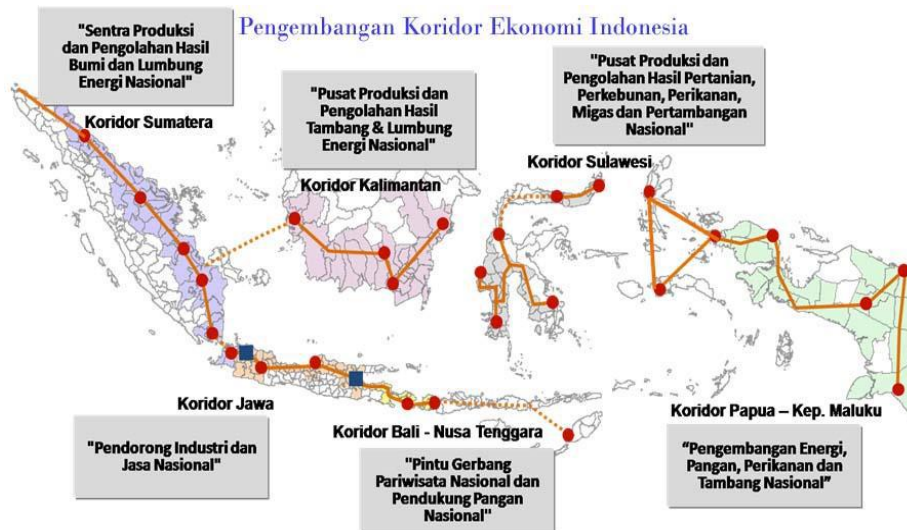 Pengembangan Koridor Ekonomi Indonesia
"Sentra Produksi
dan Pengolahan Hasil
Bumi dan Lumbung
Energi Nasional"
Koridor Sumatera
"Pusat Produksi dan
Pengolahan Hasil
Tambang & Lumbung
Energi Nasional"
Koridor Kalimantan
"Pusat Produksi dan
Pengolahan Hasil Pertanian,
Perkebunan, Perikanan,
Migas dan Pertambangan
Nasional"
Koridor Sulawesi
Koridor Jawa
"Pendorong Industri dan
Jasa Nasional"
Koridor Bali - Nusa Tenggara
"Pintu Gerbang
Pariwisata Nasional dan
Pendukung Pangan
Nasional"
Koridor Papua – Kep. Maluku
“Pengembangan Energi,
Pangan, Perikanan dan
Tambang Nasional”